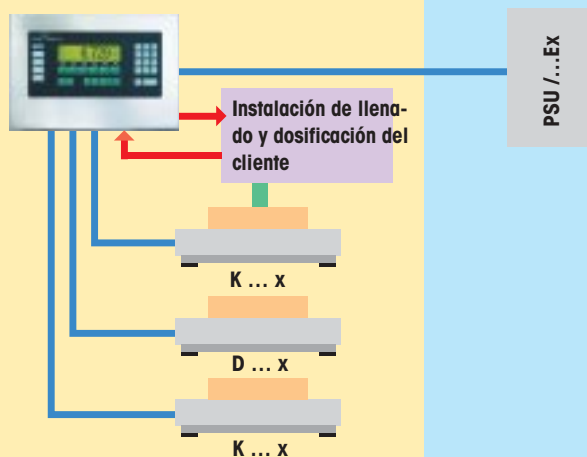 Instalación de llena-
do y dosificación del
cliente
PSU /...Ex
K ... x
D ... x
K ... x